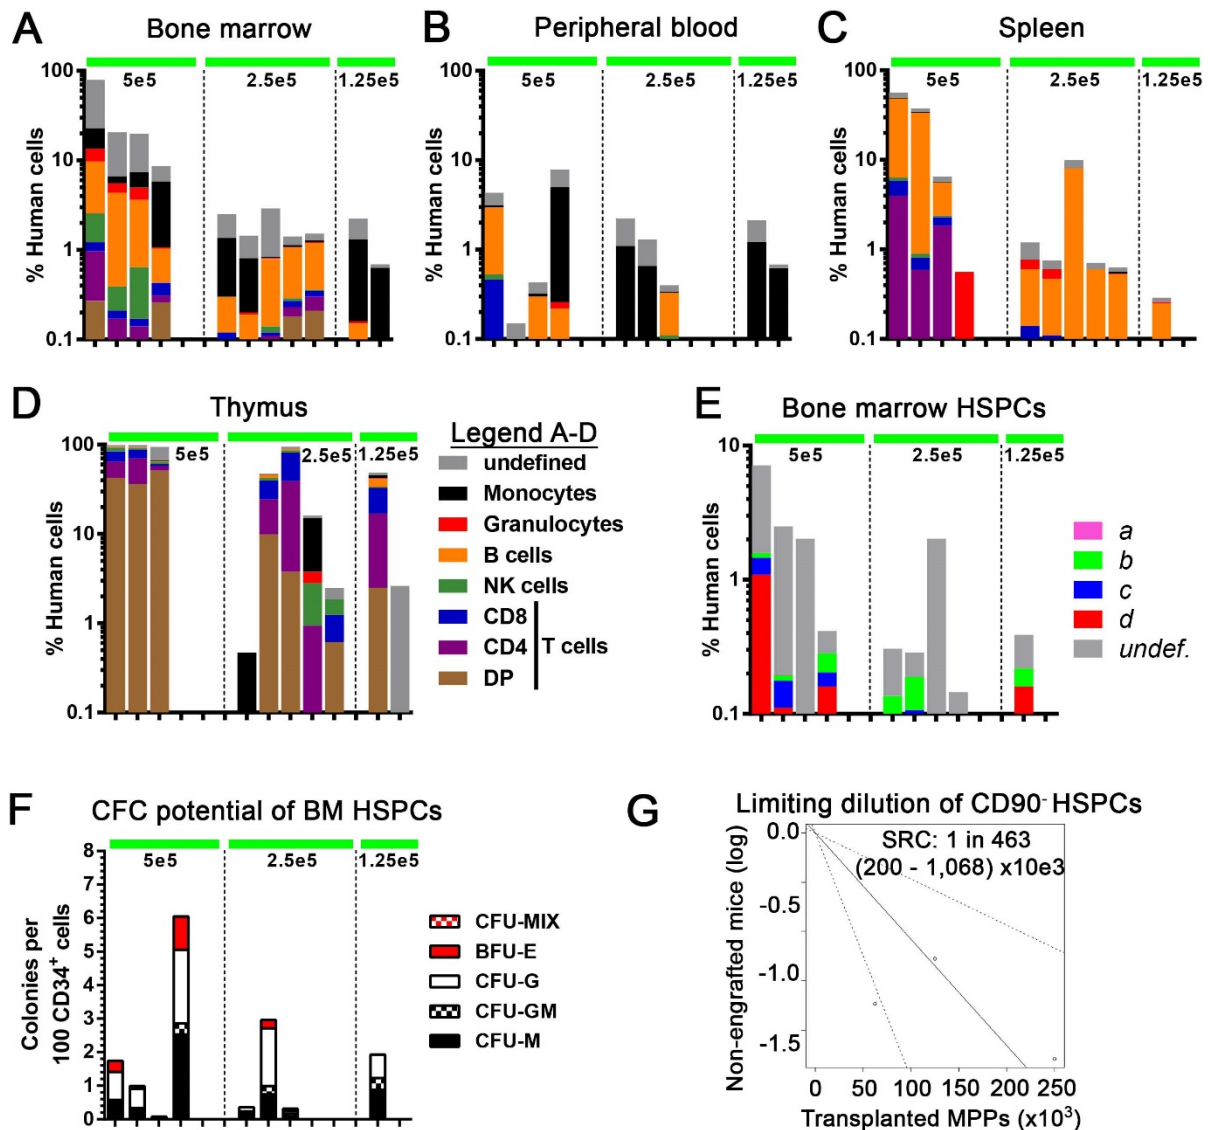 A
Bone marrow
% Human cells
100
10
1
0.1
5e5
2.5e5
1.25e5
B
Peripheral blood
% Human cells
100
10
1
0.1
5e5
2.5e5
1.25e5
C
Spleen
% Human cells
100
10
1
0.1
5e5
2.5e5
1.25e5
D
Thymus
% Human cells
100
10
1
0.1
5e5
2.5e5
1.25e5
Legend A-D
undefined
Monocytes
Granulocytes
B cells
NK cells
CD8
CD4
DP
T cells
E
Bone marrow HSPCs
% Human cells
10
1
0.1
5e5
2.5e5
1.25e5
a
b
c
d
undef.
F
CFC potential of BM HSPCs
Colonies per
100 CD34⁺ cells
8
7
6
5
4
3
2
1
0
5e5
2.5e5
1.25e5
CFU-MIX
BFU-E
CFU-G
CFU-GM
CFU-M
G
Limiting dilution of CD90⁻ HSPCs
SRC: 1 in 463
(200 - 1,068) x10e3
Non-engrafted mice (log)
0.0
-0.5
-1.0
-1.5
0 50 100 150 200 250
Transplanted MPPs (x10³)